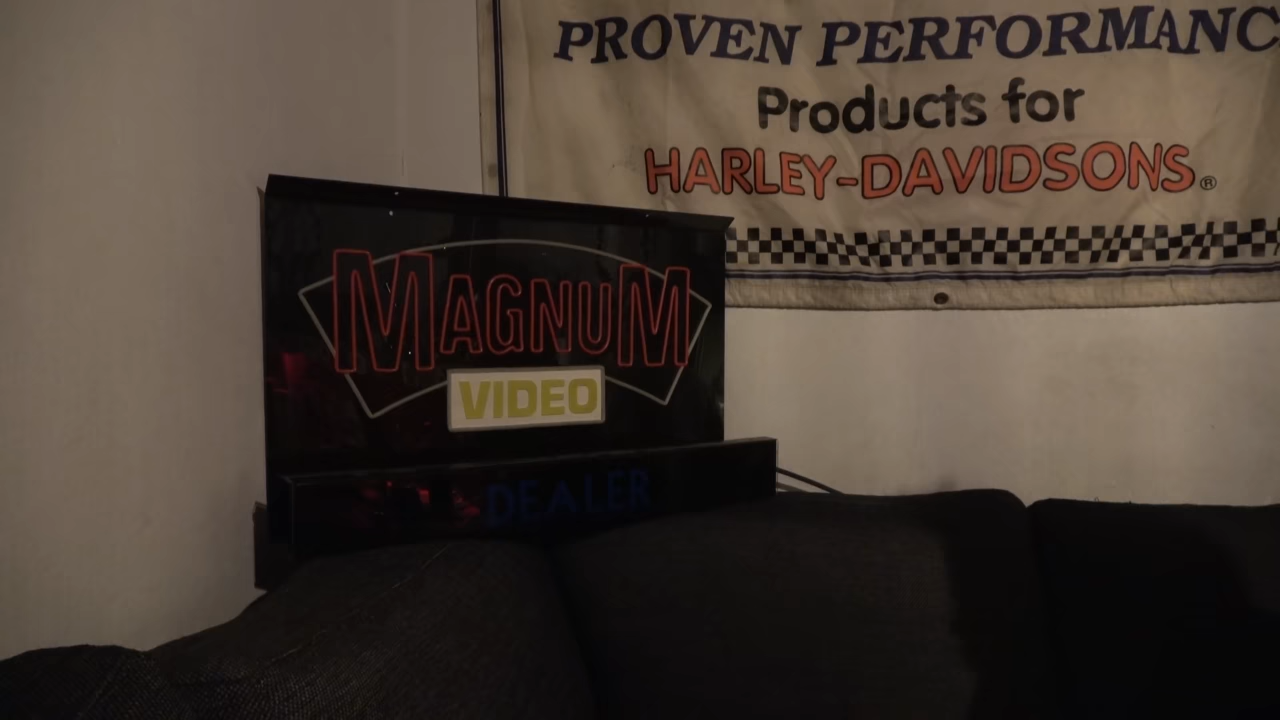 PROVEN PERFORMANC
Products for
HARLEY-DAVIDSONS®
MAGNUM
VIDEO
DEALER